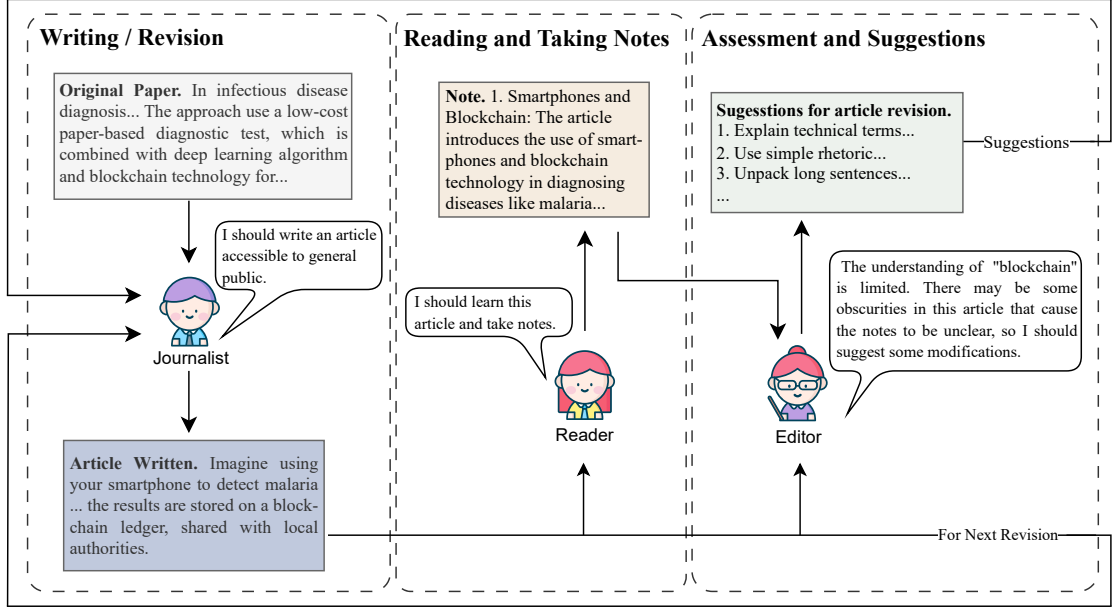 Writing / Revision
Original Paper. In infectious disease
diagnosis... The approach use a low-cost
paper-based diagnostic test, which is
combined with deep learning algorithm
and blockchain technology for...
I should write an article
accessible to general
public.
Journalist
Article Written. Imagine using
your smartphone to detect malaria
... the results are stored on a block-
chain ledger, shared with local
authorities.
Reading and Taking Notes
Note. 1. Smartphones and
Blockchain: The article
introduces the use of smart-
phones and blockchain
technology in diagnosing
diseases like malaria...
I should learn this
article and take notes.
Reader
Assessment and Suggestions
Sugesstions for article revision.
1. Explain technical terms...
2. Use simple rhetoric...
3. Unpack long sentences...
...
Suggestions
The understanding of "blockchain"
is limited. There may be some
obscurities in this article that cause
the notes to be unclear, so I should
suggest some modifications.
Editor
For Next Revision